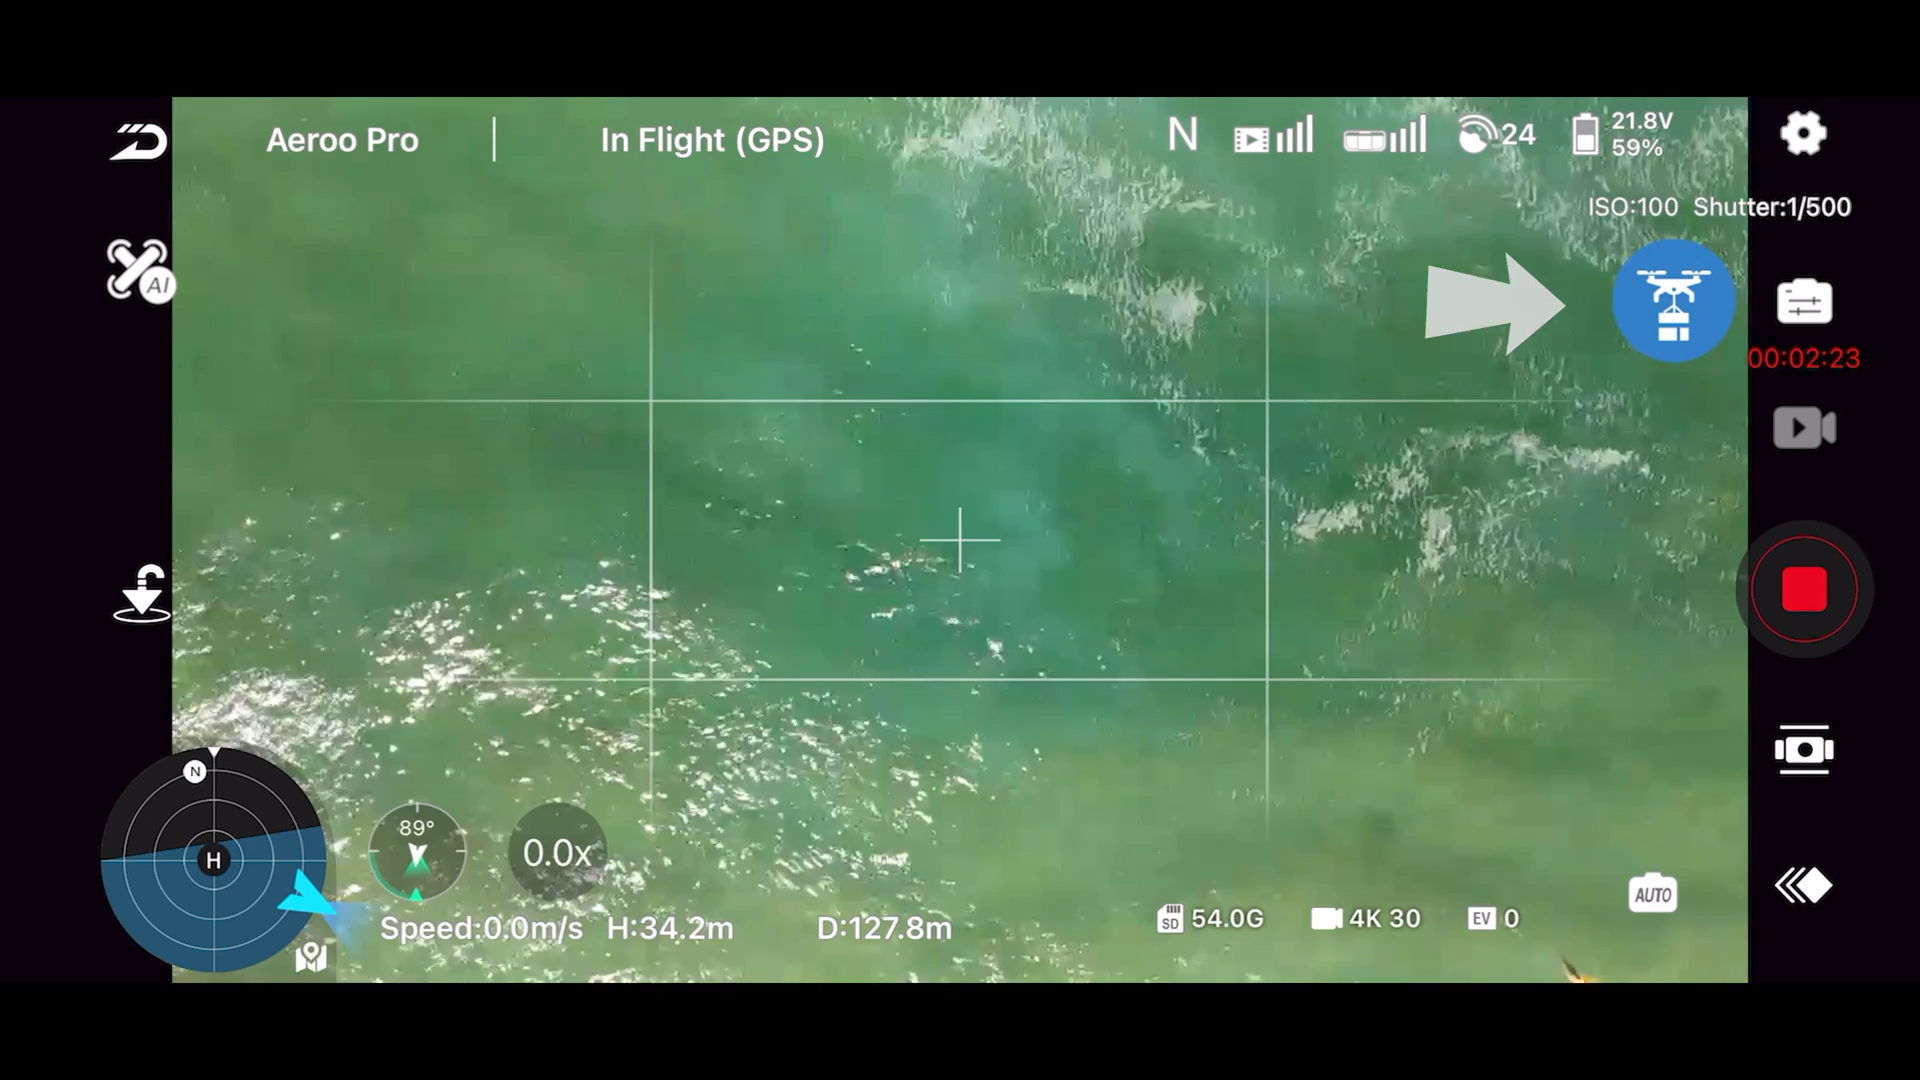 Aeroo Pro
In Flight (GPS)
N
24
21.8V
59%
ISO:100 Shutter:1/500
AI
00:02:23
N
H
89°
0.0x
Speed:0.0m/s H:34.2m D:127.8m
SD 54.0G
4K 30
EV 0
AUTO